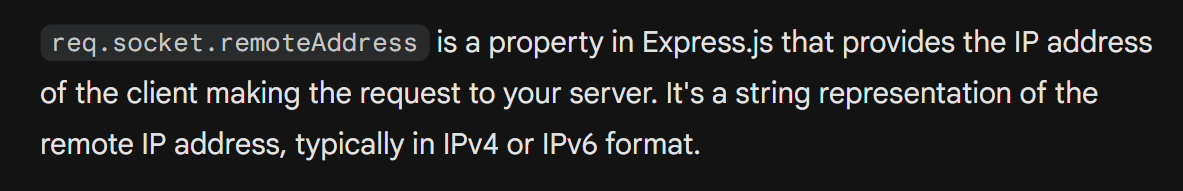 req.socket.remoteAddress is a property in Express.js that provides the IP address
of the client making the request to your server. It's a string representation of the
remote IP address, typically in IPv4 or IPv6 format.